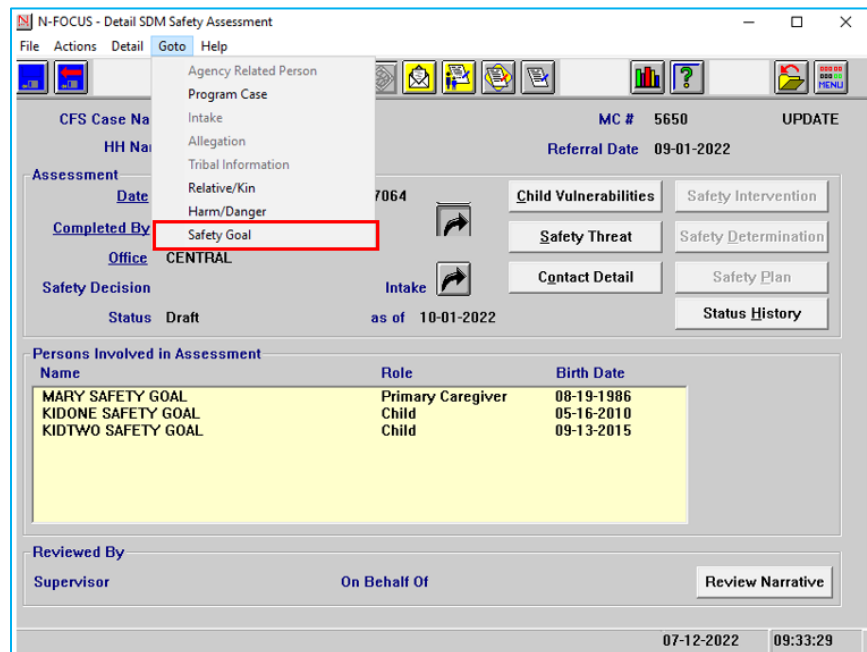 N-FOCUS - Detail SDM Safety Assessment
File Actions Detail Goto Help
Agency Related Person
Program Case
Intake
Allegation
Tribal Information
Relative/Kin
Harm/Danger
Safety Goal
MENU
CFS Case Na MC # 5650 UPDATE
HH Nar Referral Date 09-01-2022
Assessment
Date 7064 Child Vulnerabilities Safety Intervention
Completed By Safety Threat Safety Determination
Office CENTRAL Contact Detail Safety Plan
Safety Decision Intake
Status Draft as of 10-01-2022 Status History
Persons Involved in Assessment
Name Role Birth Date
MARY SAFETY GOAL Primary Caregiver 08-19-1986
KIDONE SAFETY GOAL Child 05-16-2010
KIDTWO SAFETY GOAL Child 09-13-2015
Reviewed By
Supervisor On Behalf Of Review Narrative
07-12-2022 09:33:29